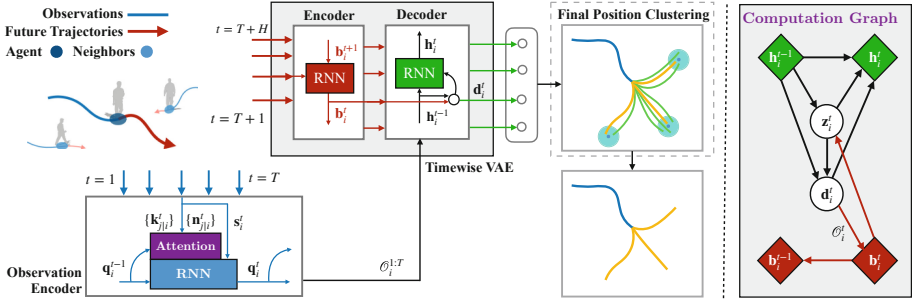 Observations
Future Trajectories
Agent
Neighbors
t = T + H
t = T + 1
Encoder
Decoder
b_i^{t+1}
RNN
b_i^t
h_i^t
RNN
h_i^{t-1}
d_i^t
Timewise VAE
Final Position Clustering
t = 1
t = T
{k_{j|i}^t}
{n_{j|i}^t}
s_i^t
Attention
RNN
q_i^{t-1}
q_i^t
Observation
Encoder
𝒪_i^{1:T}
Computation Graph
h_i^{t-1}
h_i^t
z_i^t
d_i^t
𝒪_i^t
b_i^{t-1}
b_i^t